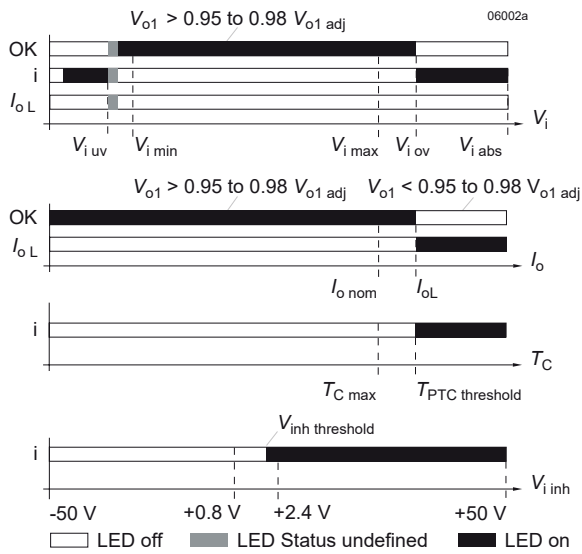 06002a
Vo1 > 0.95 to 0.98 Vo1 adj
OK
i
Io L
Vi
Vi uv
Vi min
Vi max
Vi ov
Vi abs
Vo1 > 0.95 to 0.98 Vo1 adj
Vo1 < 0.95 to 0.98 Vo1 adj
OK
Io L
Io
Io nom
IoL
i
TC
TC max
TPTC threshold
Vinh threshold
i
Vi inh
-50 V
+0.8 V
+2.4 V
+50 V
LED off
LED Status undefined
LED on